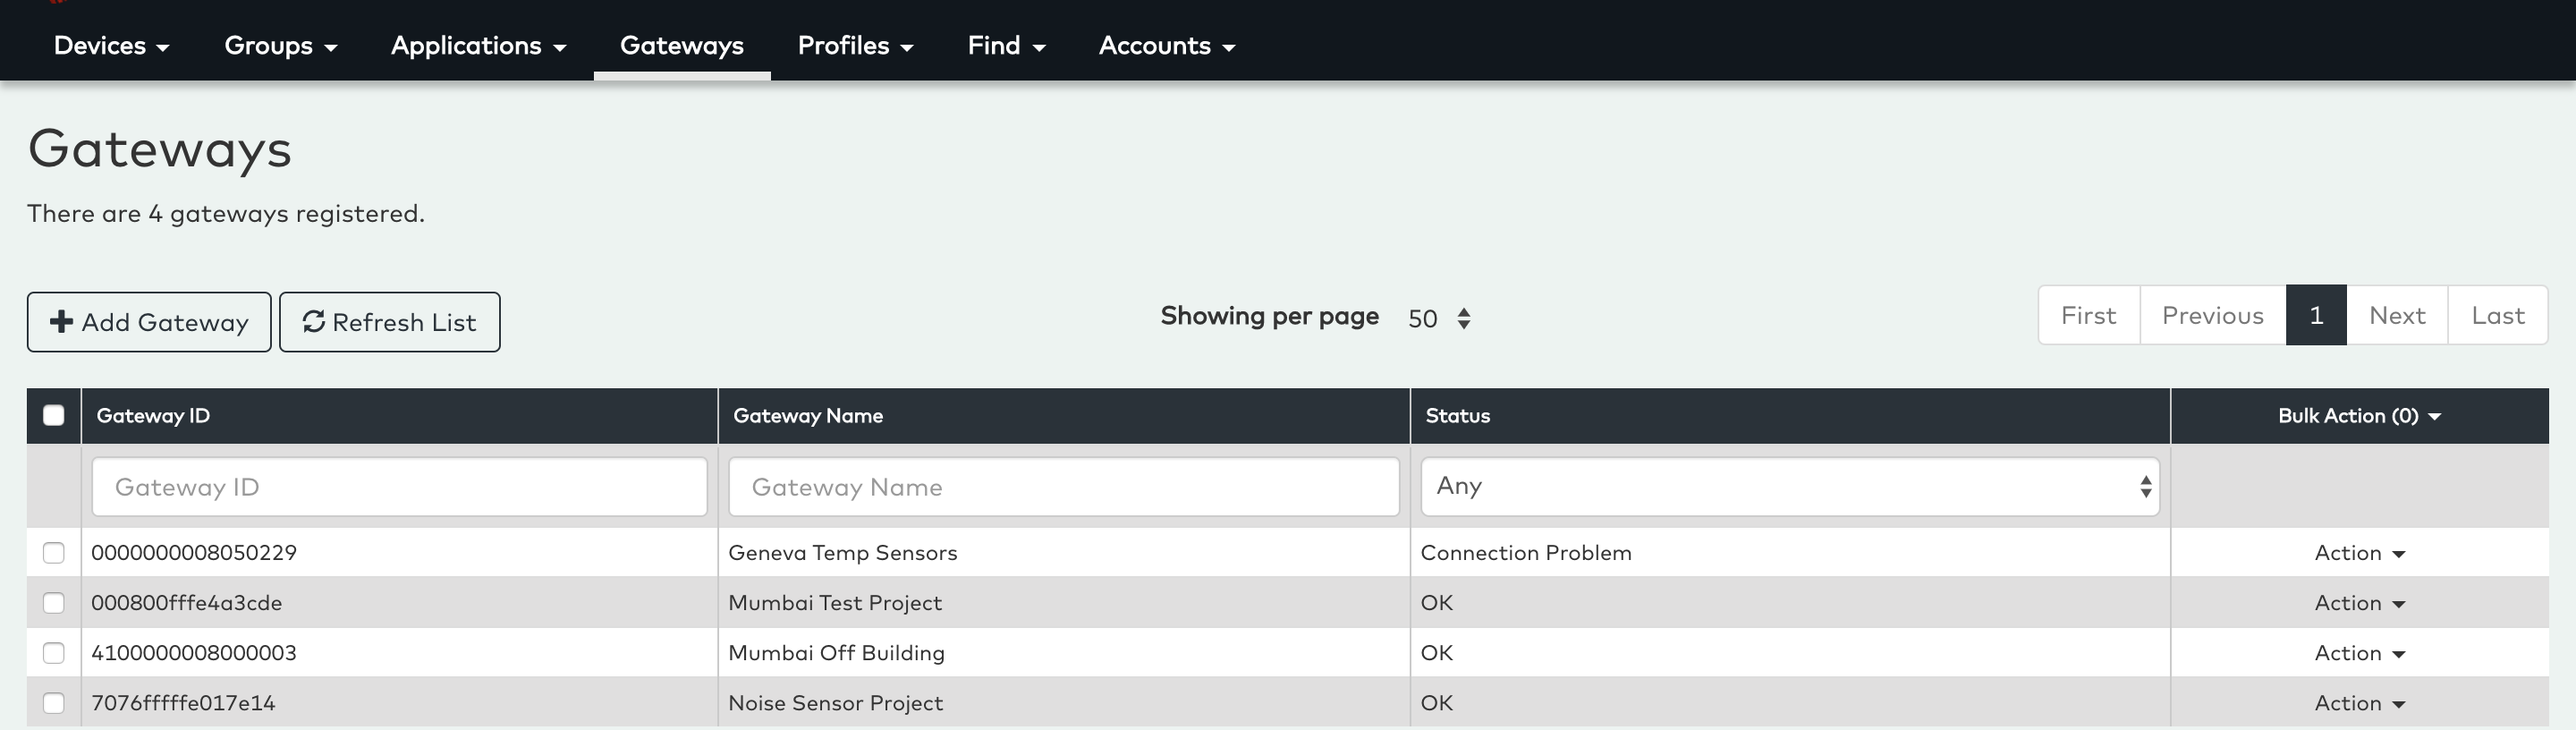 Devices Groups Applications Gateways Profiles Find Accounts
Gateways
There are 4 gateways registered.
Add Gateway Refresh List Showing per page 50 First Previous 1 Next Last
Gateway ID Gateway Name Status Bulk Action (0)
Gateway ID Gateway Name Any
0000000008050229 Geneva Temp Sensors Connection Problem Action
000800fffe4a3cde Mumbai Test Project OK Action
4100000008000003 Mumbai Off Building OK Action
7076fffffe017e14 Noise Sensor Project OK Action